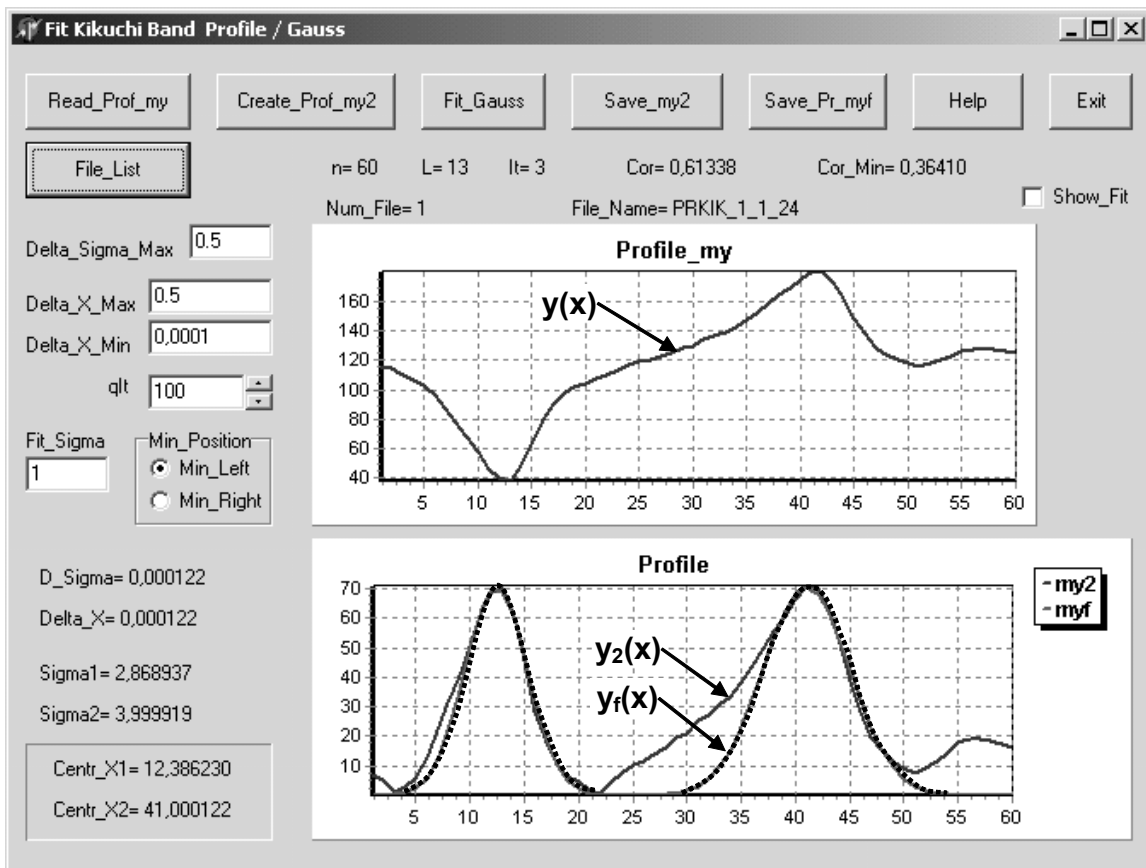 Fit Kikuchi Band Profile / Gauss
Read_Prof_my Create_Prof_my2 Fit_Gauss Save_my2 Save_Pr_myf Help Exit
File_List n= 60 L= 13 It= 3 Cor= 0,61338 Cor_Min= 0,36410
Num_File= 1 File_Name= PRKIK_1_1_24 Show_Fit
Delta_Sigma_Max 0.5
Delta_X_Max 0.5
Delta_X_Min 0,0001
qIt 100
Fit_Sigma
1
Min_Position
Min_Left
Min_Right
Profile_my
y(x)
160
140
120
100
80
60
40
5 10 15 20 25 30 35 40 45 50 55 60
D_Sigma= 0,000122
Delta_X= 0,000122
Sigma1= 2,868937
Sigma2= 3,999919
Centr_X1= 12,386230
Centr_X2= 41,000122
Profile
my2
myf
y₂(x)
yf(x)
70
60
50
40
30
20
10
5 10 15 20 25 30 35 40 45 50 55 60